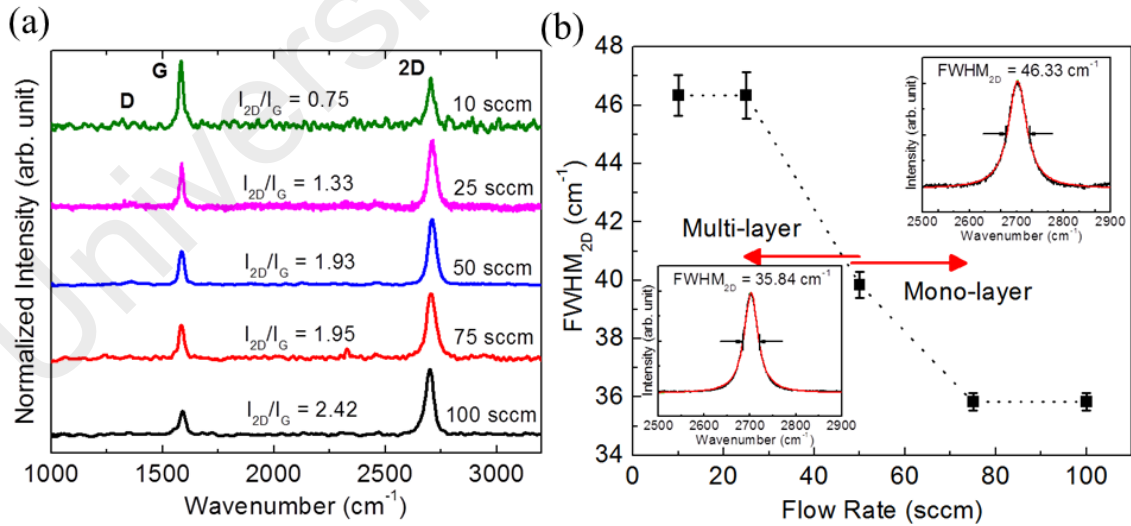 (a)
G
2D
D
I2D/IG = 0.75
10 sccm
I2D/IG = 1.33
25 sccm
I2D/IG = 1.93
50 sccm
I2D/IG = 1.95
75 sccm
I2D/IG = 2.42
100 sccm
Normalized Intensity (arb. unit)
1000 1500 2000 2500 3000
Wavenumber (cm-1)
(b)
48
46
44
42
40
38
36
34
FWHM2D (cm-1)
FWHM2D = 46.33 cm-1
Intensity (arb. unit)
2500 2600 2700 2800 2900
Wavenumber (cm-1)
Multi-layer
Mono-layer
FWHM2D = 35.84 cm-1
Intensity (arb. unit)
2500 2600 2700 2800 2900
Wavenumber (cm-1)
0 20 40 60 80 100
Flow Rate (sccm)
Univers